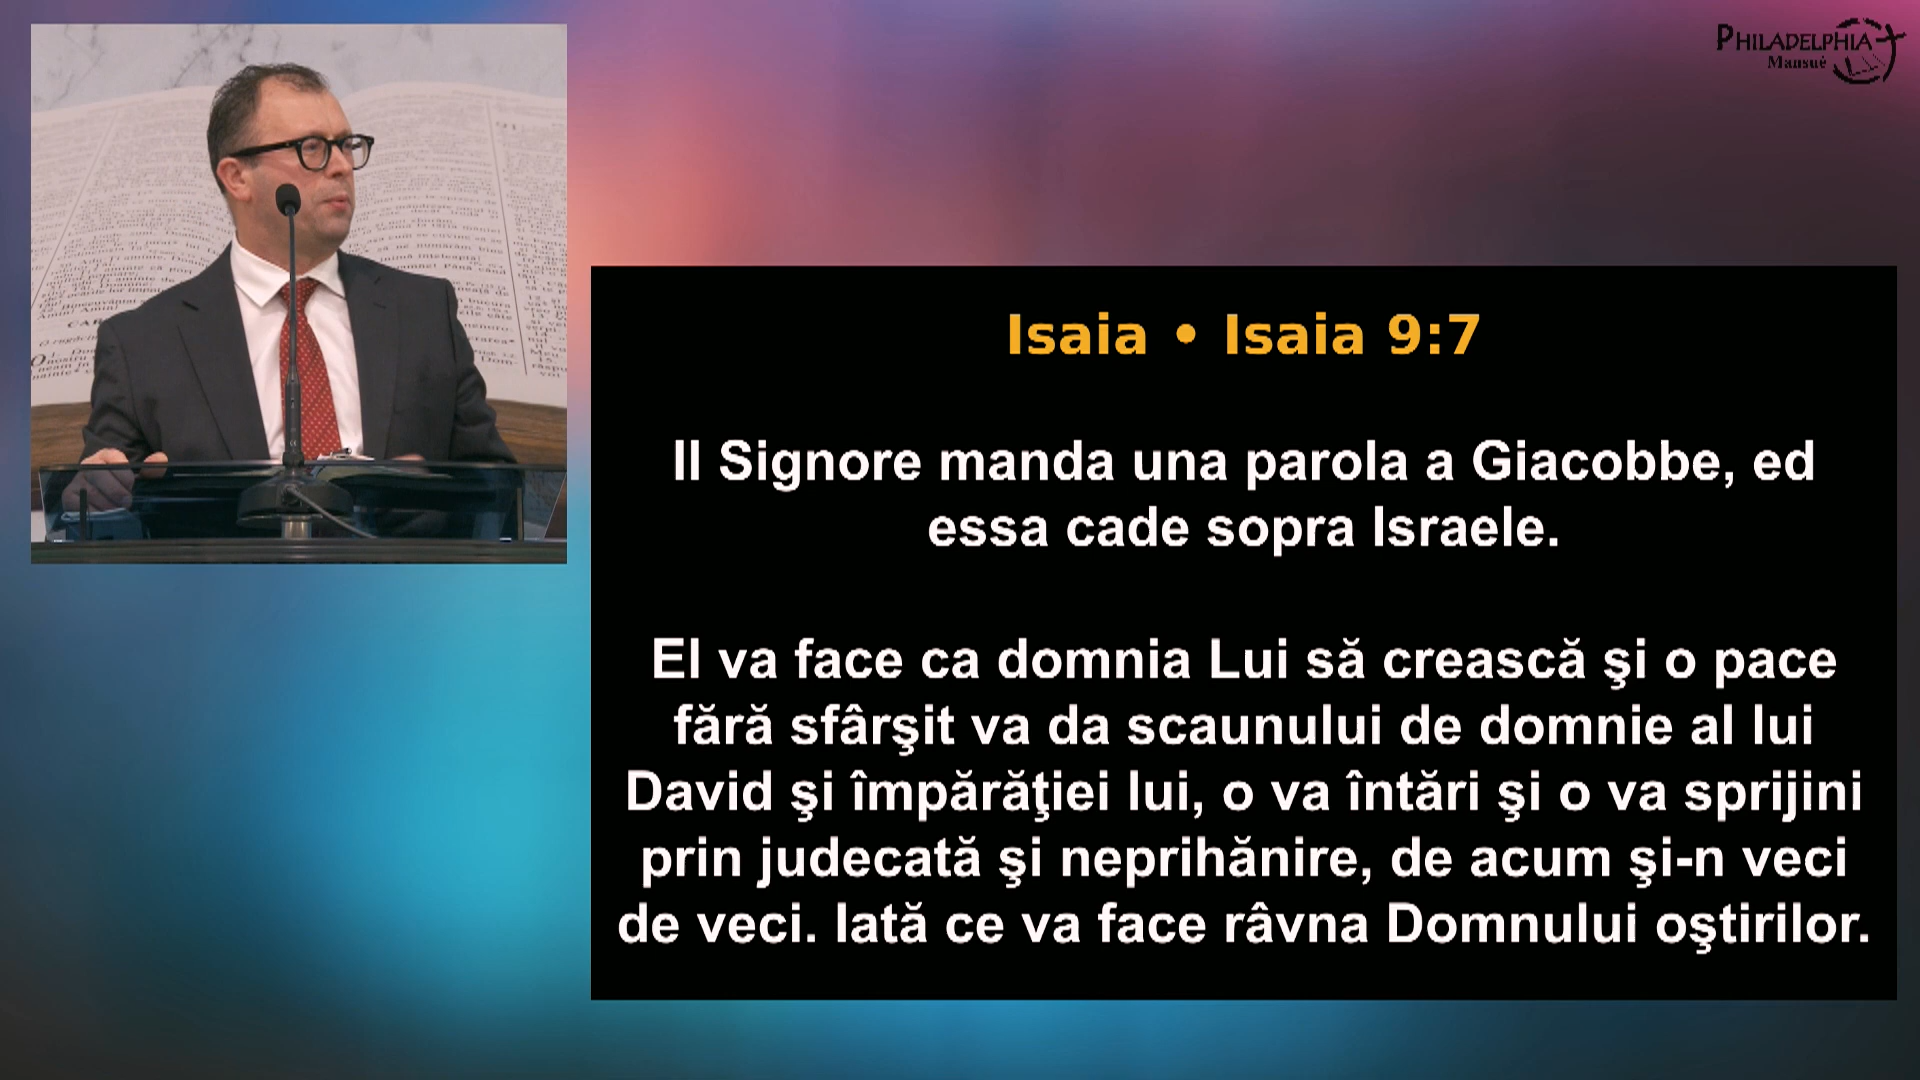 PHILADELPHIA
Mansuè
Isaia • Isaia 9:7
Il Signore manda una parola a Giacobbe, ed
essa cade sopra Israele.
El va face ca domnia Lui să crească şi o pace
fără sfârşit va da scaunului de domnie al lui
David şi împărăţiei lui, o va întări şi o va sprijini
prin judecată şi neprihănire, de acum şi-n veci
de veci. Iată ce va face râvna Domnului oştirilor.